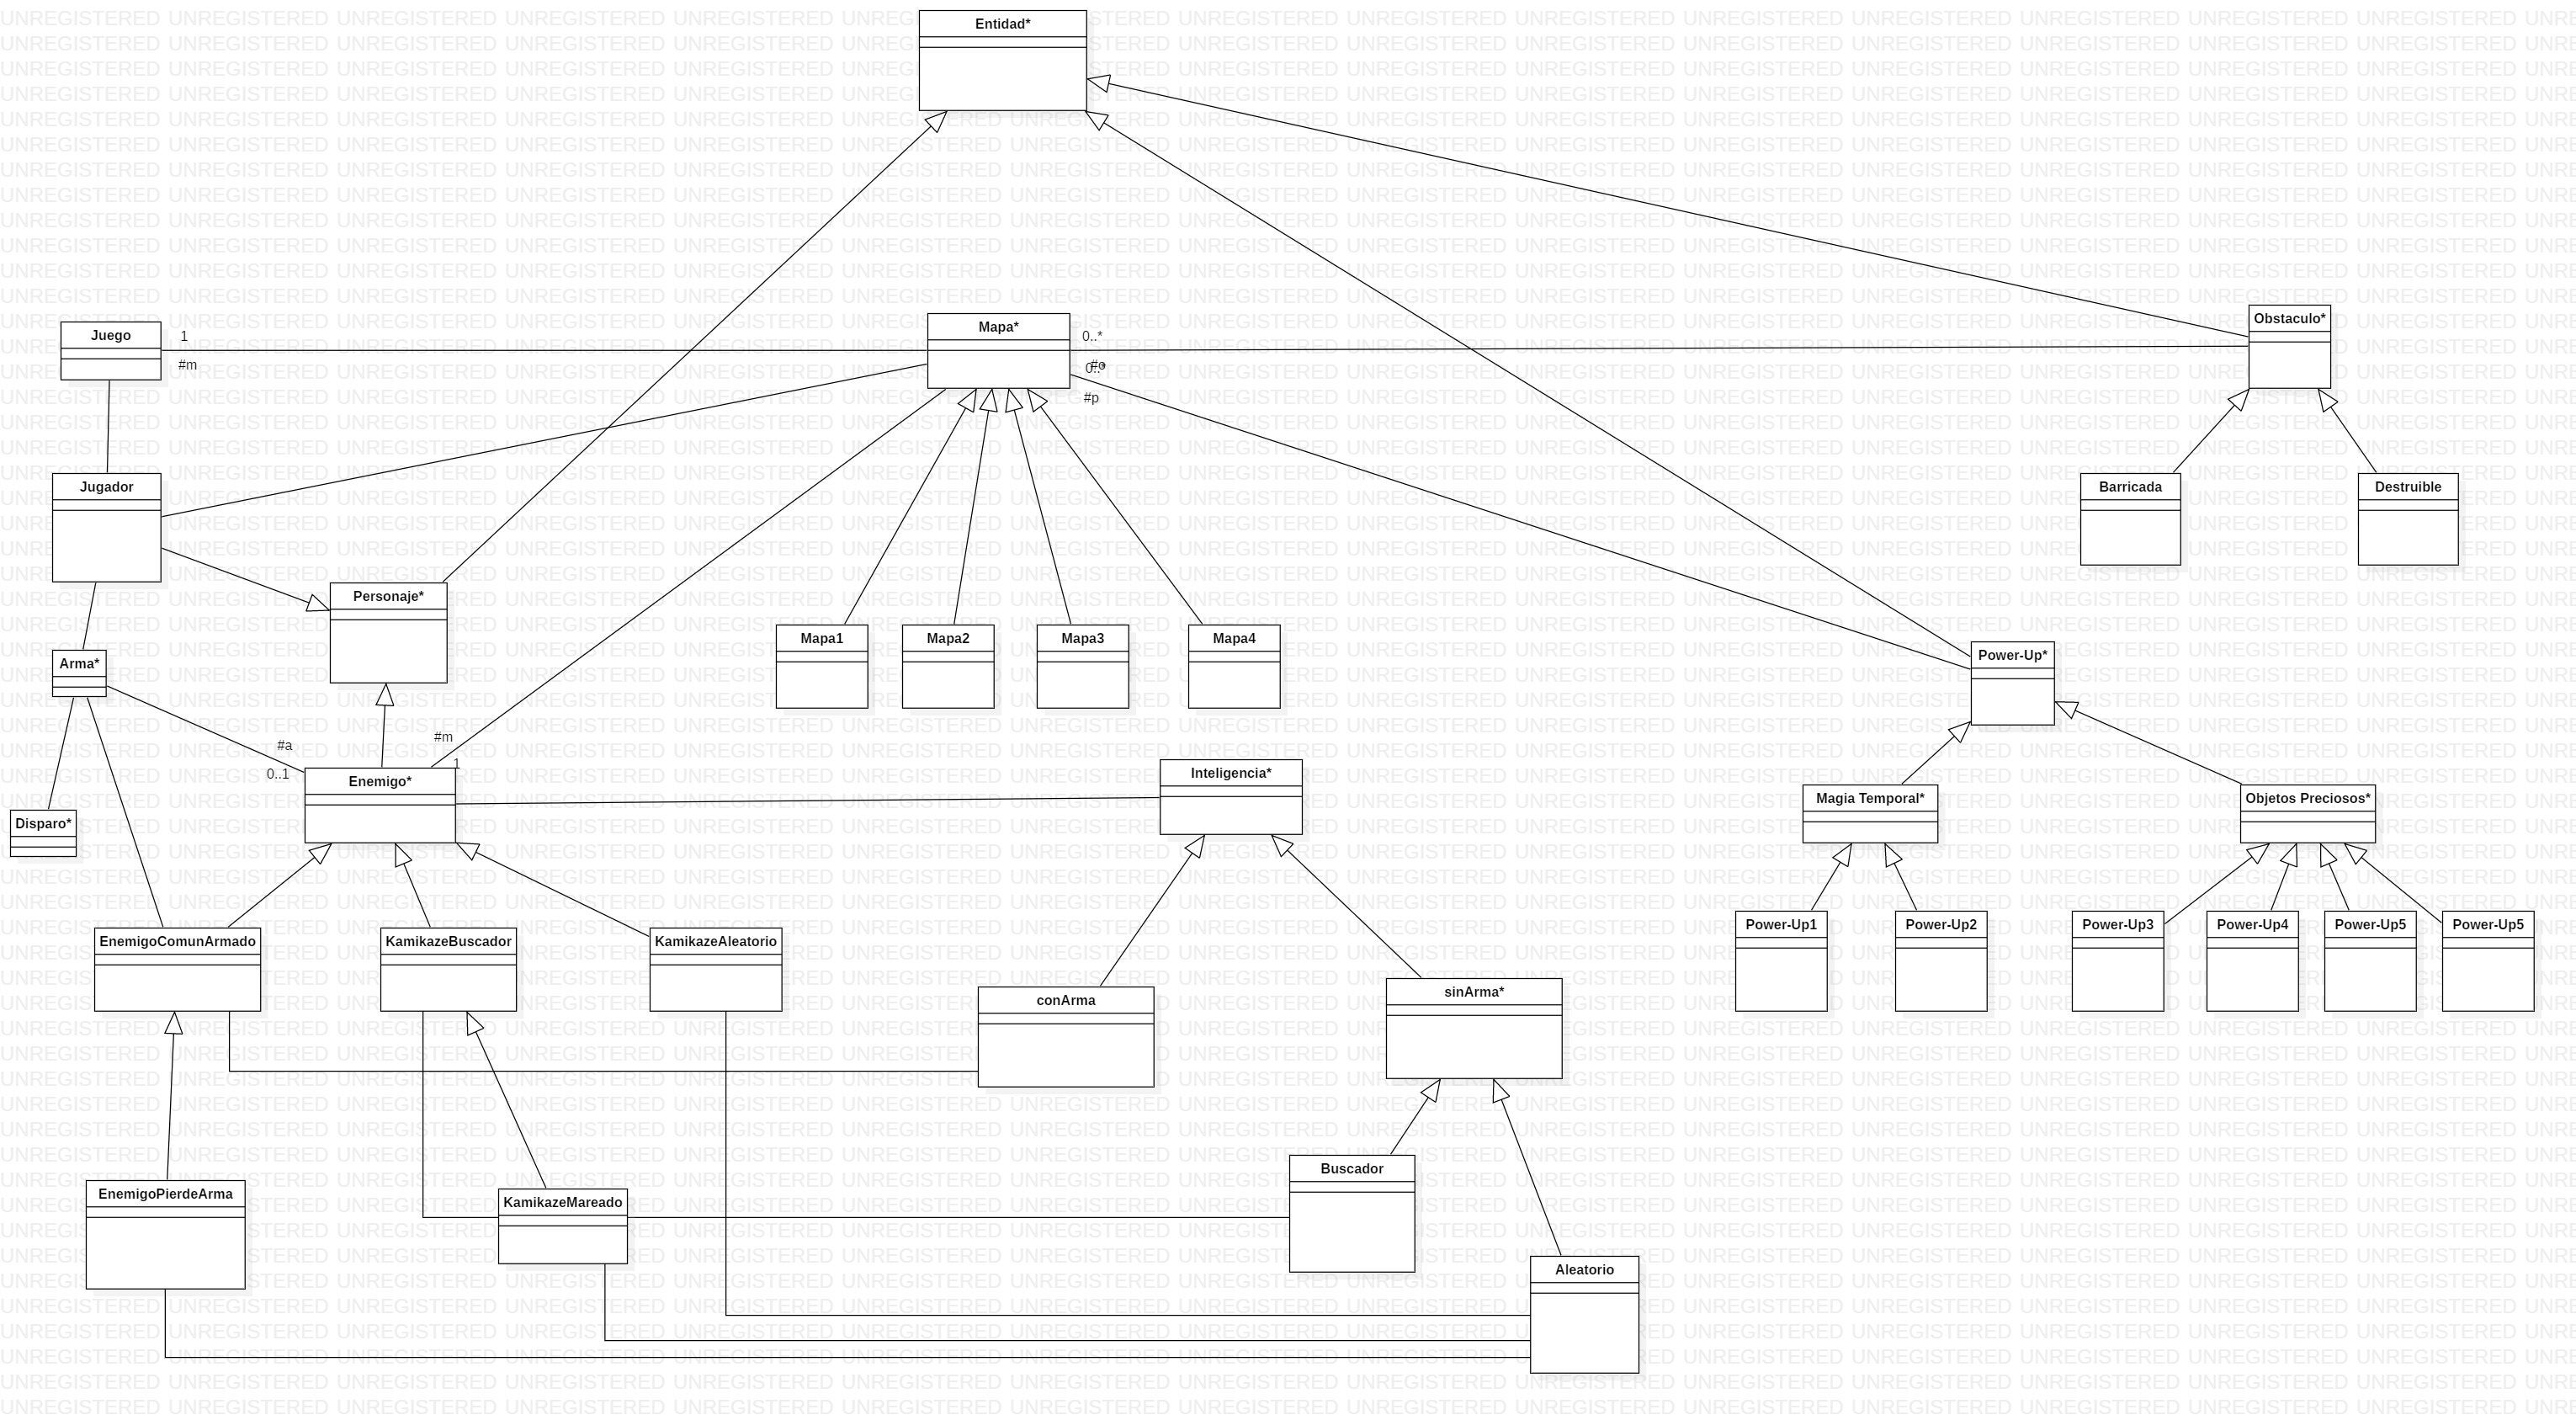 Entidad*
Juego
1
#m
Mapa*
0..*
#o
0..*
#p
Obstaculo*
Jugador
Barricada
Destruible
Personaje*
Mapa1
Mapa2
Mapa3
Mapa4
Power-Up*
Arma*
#a
0..1
#m
1
Enemigo*
Inteligencia*
Magia Temporal*
Objetos Preciosos*
Disparo*
Power-Up1
Power-Up2
Power-Up3
Power-Up4
Power-Up5
Power-Up5
EnemigoComunArmado
KamikazeBuscador
KamikazeAleatorio
conArma
sinArma*
Buscador
EnemigoPierdeArma
KamikazeMareado
Aleatorio
UNREGISTERED